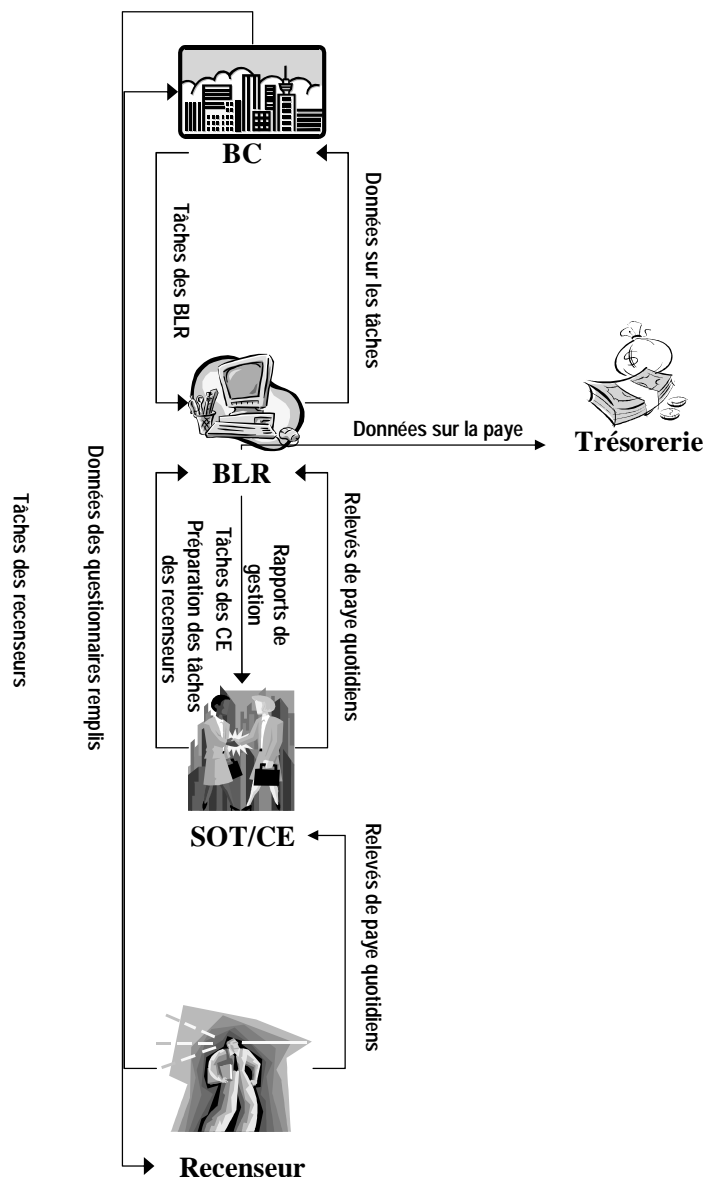 BC
Tâches des BLR
Données sur les tâches
Données sur la paye
Trésorerie
BLR
Tâches des recenseurs
Données des questionnaires remplis
Préparation des tâches
des recenseurs
Tâches des CE
Rapports de
gestion
Relevés de paye quotidiens
SOT/CE
Relevés de paye quotidiens
Recenseur